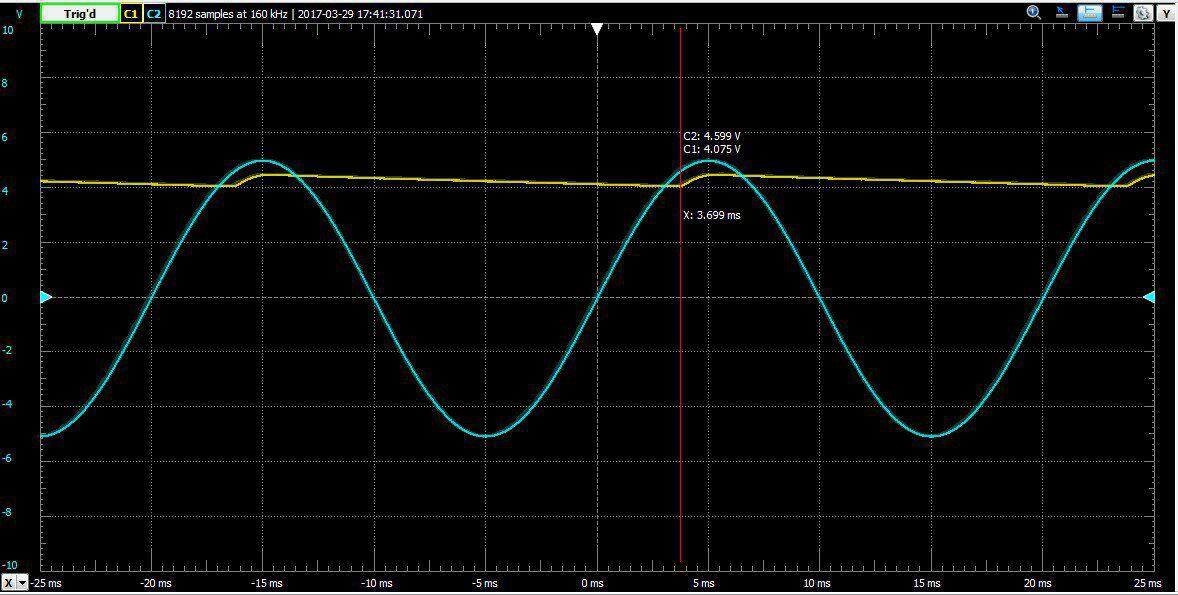 V Trig'd C1 C2 8192 samples at 160 kHz | 2017-03-29 17:41:31.071 Y
10
8
6
C2: 4.599 V
C1: 4.075 V
4
X: 3.699 ms
2
0
-2
-4
-6
-8
-10
X -25 ms -20 ms -15 ms -10 ms -5 ms 0 ms 5 ms 10 ms 15 ms 20 ms 25 ms